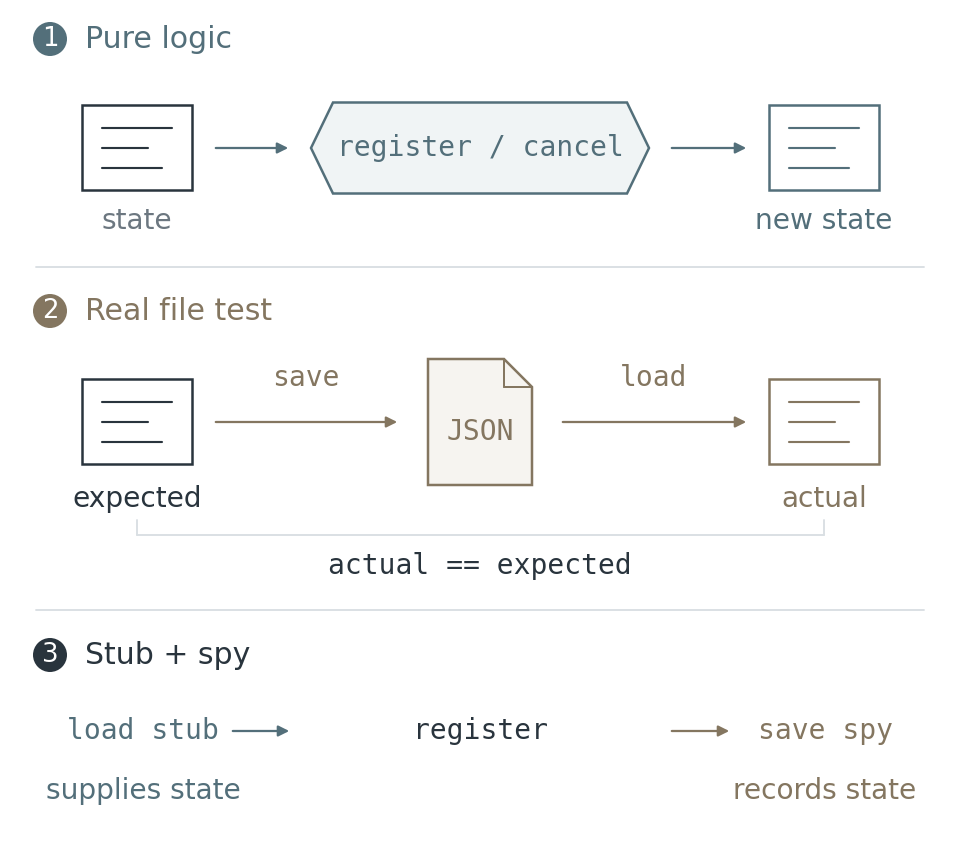 1 Pure logic
register / cancel
state
new state
2 Real file test
save
load
JSON
expected
actual
actual == expected
3 Stub + spy
load stub
register
save spy
supplies state
records state